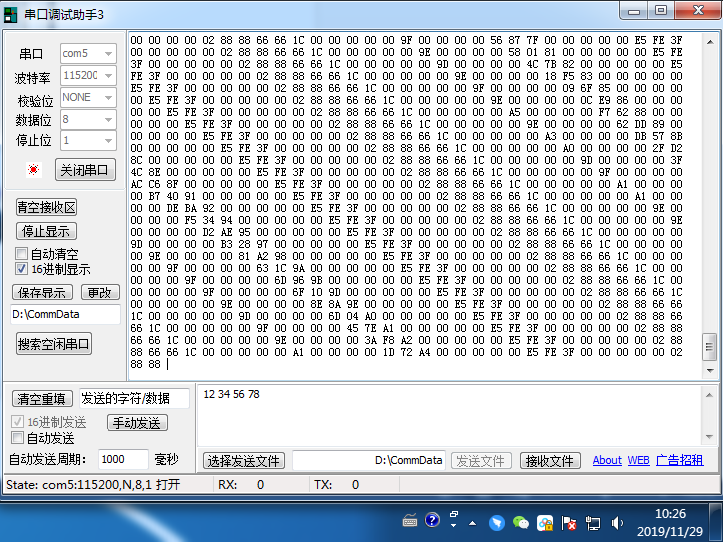 串口调试助手3
串口 com5
波特率 115200
校验位 NONE
数据位 8
停止位 1
关闭串口
清空接收区
停止显示
自动清空
16进制显示
保存显示 更改
D:\CommData
搜索空闲串口
00 00 00 00 02 88 88 66 66 1C 00 00 00 00 00 9F 00 00 00 00 56 87 7F 00 00 00 00 00 E5 FE 3F
00 00 00 00 00 02 88 88 66 66 1C 00 00 00 00 00 9E 00 00 00 00 58 01 81 00 00 00 00 00 E5 FE
3F 00 00 00 00 00 02 88 88 66 66 1C 00 00 00 00 00 9D 00 00 00 00 4C 7B 82 00 00 00 00 00 E5
FE 3F 00 00 00 00 00 02 88 88 66 66 1C 00 00 00 00 00 9E 00 00 00 00 18 F5 83 00 00 00 00 00
E5 FE 3F 00 00 00 00 00 02 88 88 66 66 1C 00 00 00 00 00 9F 00 00 00 00 09 6F 85 00 00 00 00
00 E5 FE 3F 00 00 00 00 00 02 88 88 66 66 1C 00 00 00 00 00 9E 00 00 00 00 CE E9 86 00 00 00
00 00 E5 FE 3F 00 00 00 00 00 02 88 88 66 66 1C 00 00 00 00 00 A5 00 00 00 00 F7 62 88 00 00
00 00 00 E5 FE 3F 00 00 00 00 00 02 88 88 66 66 1C 00 00 00 00 00 9E 00 00 00 00 62 DD 89 00
00 00 00 00 E5 FE 3F 00 00 00 00 00 02 88 88 66 66 1C 00 00 00 00 00 A3 00 00 00 00 DB 57 8B
00 00 00 00 00 E5 FE 3F 00 00 00 00 00 02 88 88 66 66 1C 00 00 00 00 00 A0 00 00 00 00 2F D2
8C 00 00 00 00 00 E5 FE 3F 00 00 00 00 00 02 88 88 66 66 1C 00 00 00 00 00 9D 00 00 00 00 3F
4C 8E 00 00 00 00 00 E5 FE 3F 00 00 00 00 00 02 88 88 66 66 1C 00 00 00 00 00 9F 00 00 00 00
AC C6 8F 00 00 00 00 00 E5 FE 3F 00 00 00 00 00 02 88 88 66 66 1C 00 00 00 00 00 A1 00 00 00
00 B7 40 91 00 00 00 00 00 E5 FE 3F 00 00 00 00 00 02 88 88 66 66 1C 00 00 00 00 00 A1 00 00
00 00 DE BA 92 00 00 00 00 00 E5 FE 3F 00 00 00 00 00 02 88 88 66 66 1C 00 00 00 00 00 9E 00
00 00 00 F5 34 94 00 00 00 00 00 E5 FE 3F 00 00 00 00 00 02 88 88 66 66 1C 00 00 00 00 00 9E
00 00 00 00 D2 AE 95 00 00 00 00 00 E5 FE 3F 00 00 00 00 00 02 88 88 66 66 1C 00 00 00 00 00
9D 00 00 00 00 B3 28 97 00 00 00 00 00 E5 FE 3F 00 00 00 00 00 02 88 88 66 66 1C 00 00 00 00
00 9E 00 00 00 00 81 A2 98 00 00 00 00 00 E5 FE 3F 00 00 00 00 00 02 88 88 66 66 1C 00 00 00
00 00 9F 00 00 00 00 63 1C 9A 00 00 00 00 00 E5 FE 3F 00 00 00 00 00 02 88 88 66 66 1C 00 00
00 00 00 9F 00 00 00 00 6D 96 9B 00 00 00 00 00 E5 FE 3F 00 00 00 00 00 02 88 88 66 66 1C 00
00 00 00 00 9F 00 00 00 00 6F 10 9D 00 00 00 00 00 E5 FE 3F 00 00 00 00 00 02 88 88 66 66 1C
00 00 00 00 00 9E 00 00 00 00 8E 8A 9E 00 00 00 00 00 E5 FE 3F 00 00 00 00 00 02 88 88 66 66
1C 00 00 00 00 00 9D 00 00 00 00 6D 04 A0 00 00 00 00 00 E5 FE 3F 00 00 00 00 00 02 88 88 66
66 1C 00 00 00 00 00 9F 00 00 00 00 45 7E A1 00 00 00 00 00 E5 FE 3F 00 00 00 00 00 02 88 88
66 66 1C 00 00 00 00 00 9E 00 00 00 00 3A F8 A2 00 00 00 00 00 E5 FE 3F 00 00 00 00 00 02 88
88 66 66 1C 00 00 00 00 00 A1 00 00 00 00 1D 72 A4 00 00 00 00 00 E5 FE 3F 00 00 00 00 00 02
88 88
清空重填 发送的字符/数据
16进制发送 手动发送
自动发送
自动发送周期: 1000 毫秒
12 34 56 78
选择发送文件 D:\CommData 发送文件 接收文件 About WEB 广告招租
State: com5:115200,N,8,1 打开 RX: 0 TX: 0
10:26
2019/11/29